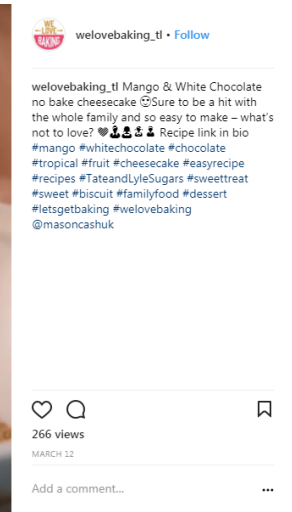 WE
LOVE
BAKING
welovebaking_tl • Follow
welovebaking_tl Mango & White Chocolate
no bake cheesecake 😍Sure to be a hit with
the whole family and so easy to make – what's
not to love? Recipe link in bio
#mango #whitechocolate #chocolate
#tropical #fruit #cheesecake #easyrecipe
#recipes #TateandLyleSugars #sweettreat
#sweet #biscuit #familyfood #dessert
#letsgetbaking #welovebaking
@masoncashuk
266 views
MARCH 12
Add a comment...